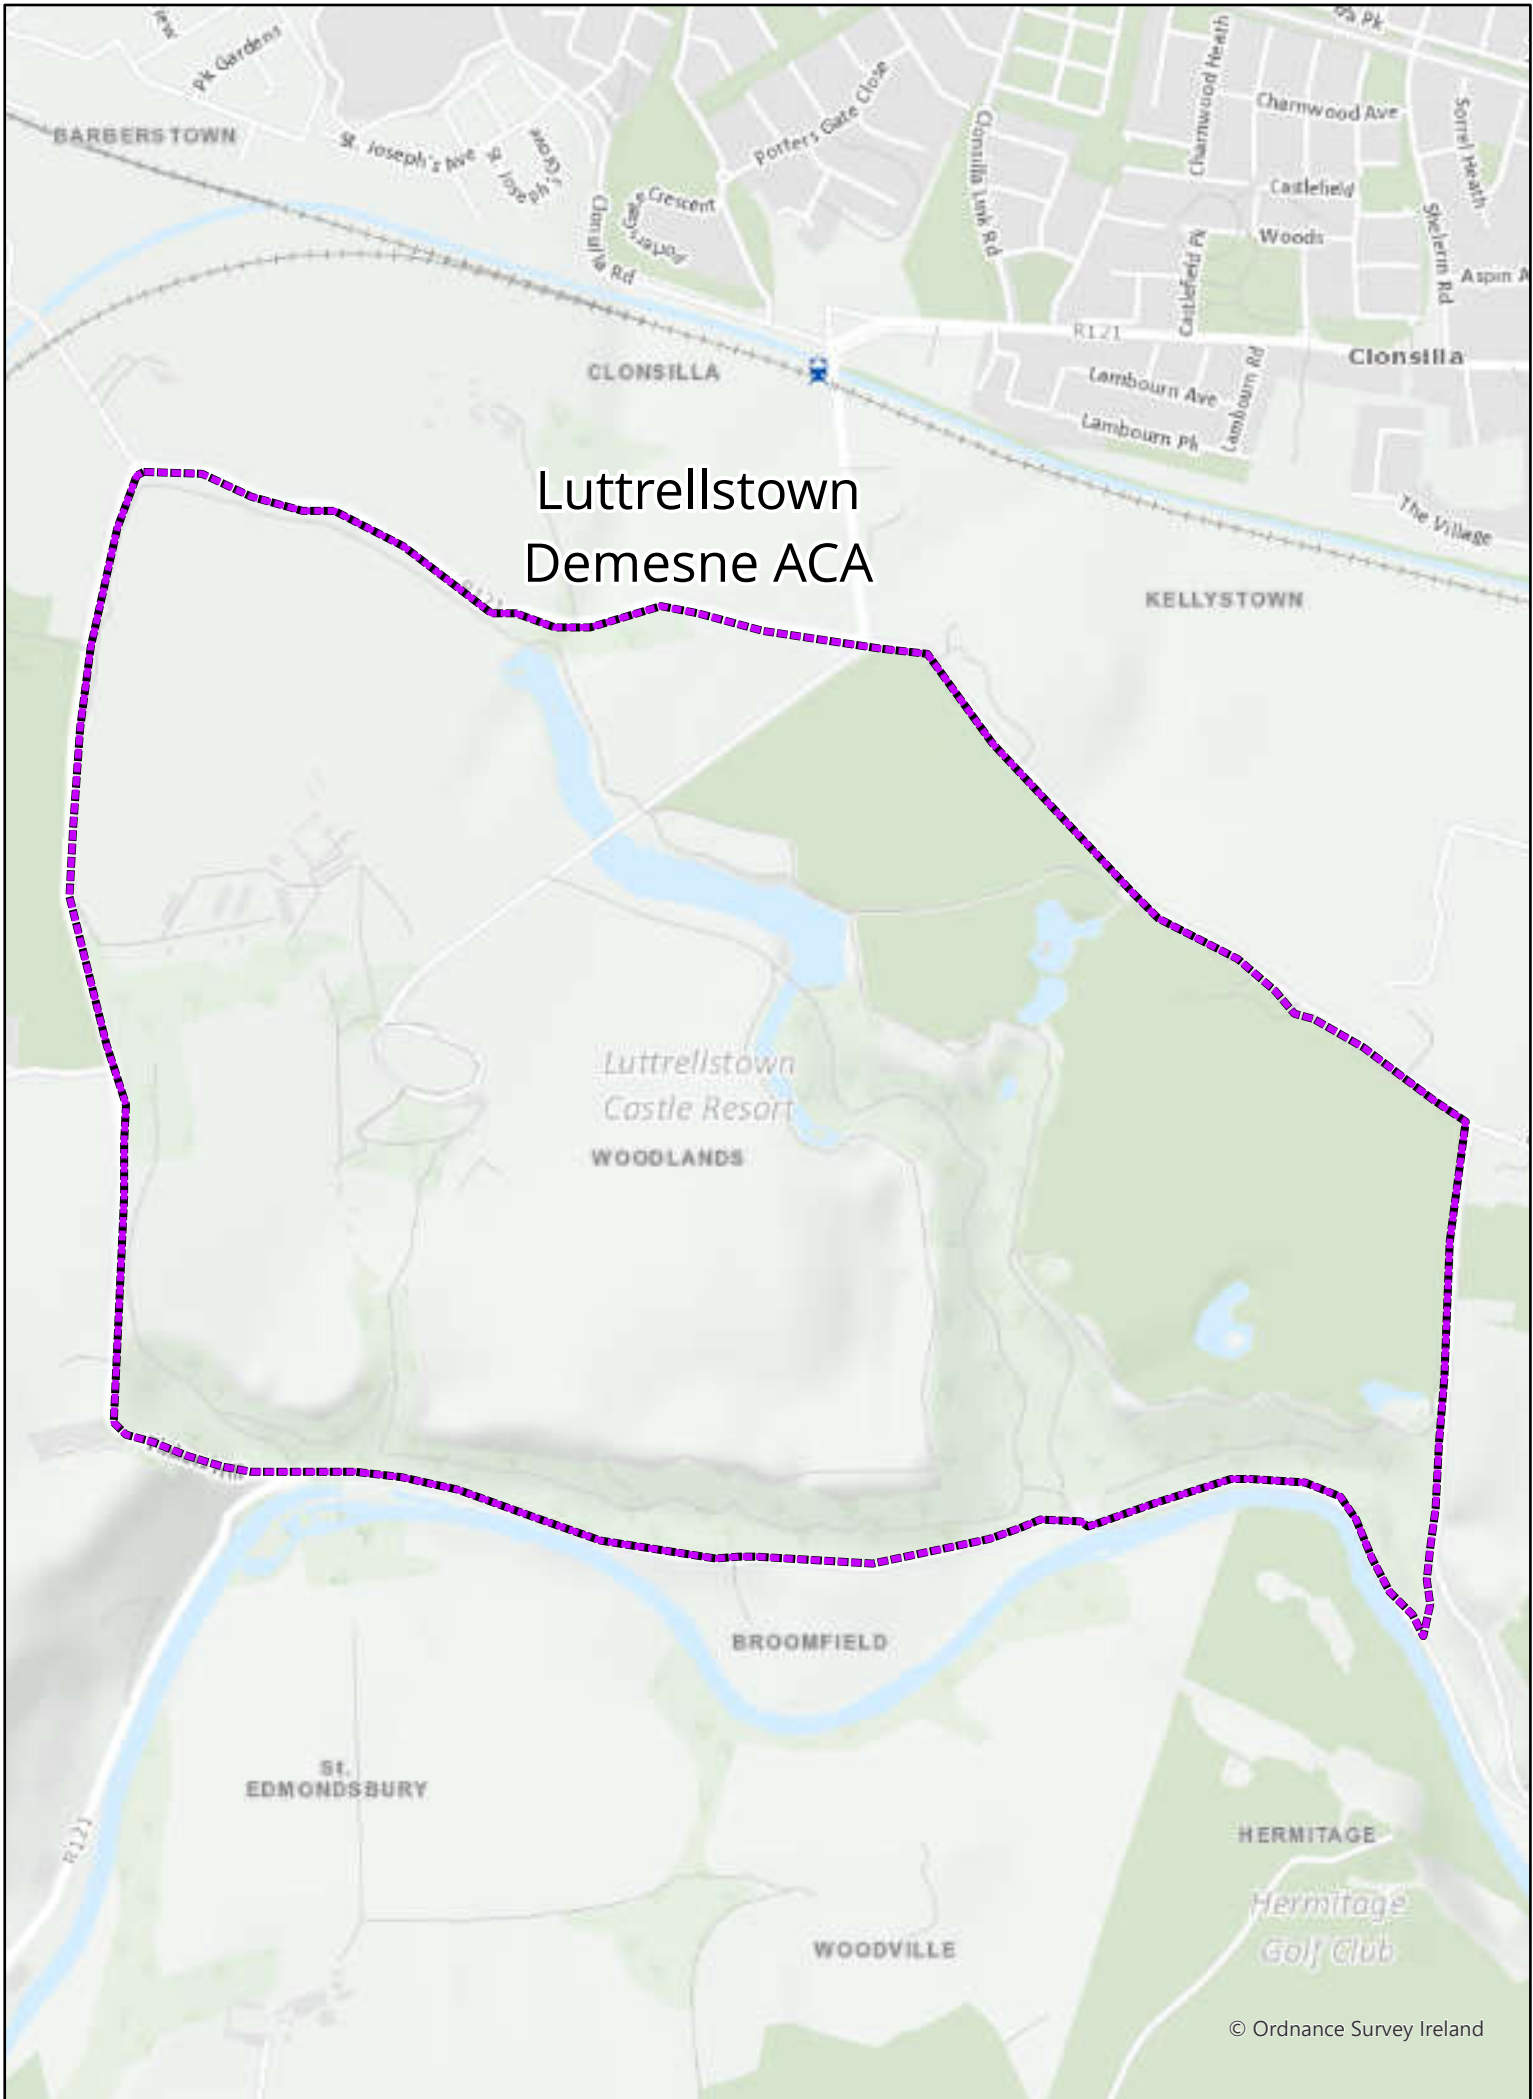 Pk Gardens
BARBERSTOWN
St. Joseph's Ave
Porters Gate Close
Clonsilla Link Rd
Charnwood Heath
Charnwood Ave
Sorrel Heath
Castlefield
Woods
Castlefield Pk
Shelerin Rd
Aspin A
Crescent
Clonsilla Rd
R121
Clonsilla
CLONSILLA
Lambourn Ave
Lambourn Rd
Lambourn Pk
The Village
Luttrellstown
Demesne ACA
R121
KELLYSTOWN
Luttrellstown
Castle Resort
WOODLANDS
BROOMFIELD
St.
EDMONDSBURY
R121
HERMITAGE
Hermitage
Golf Club
WOODVILLE
© Ordnance Survey Ireland